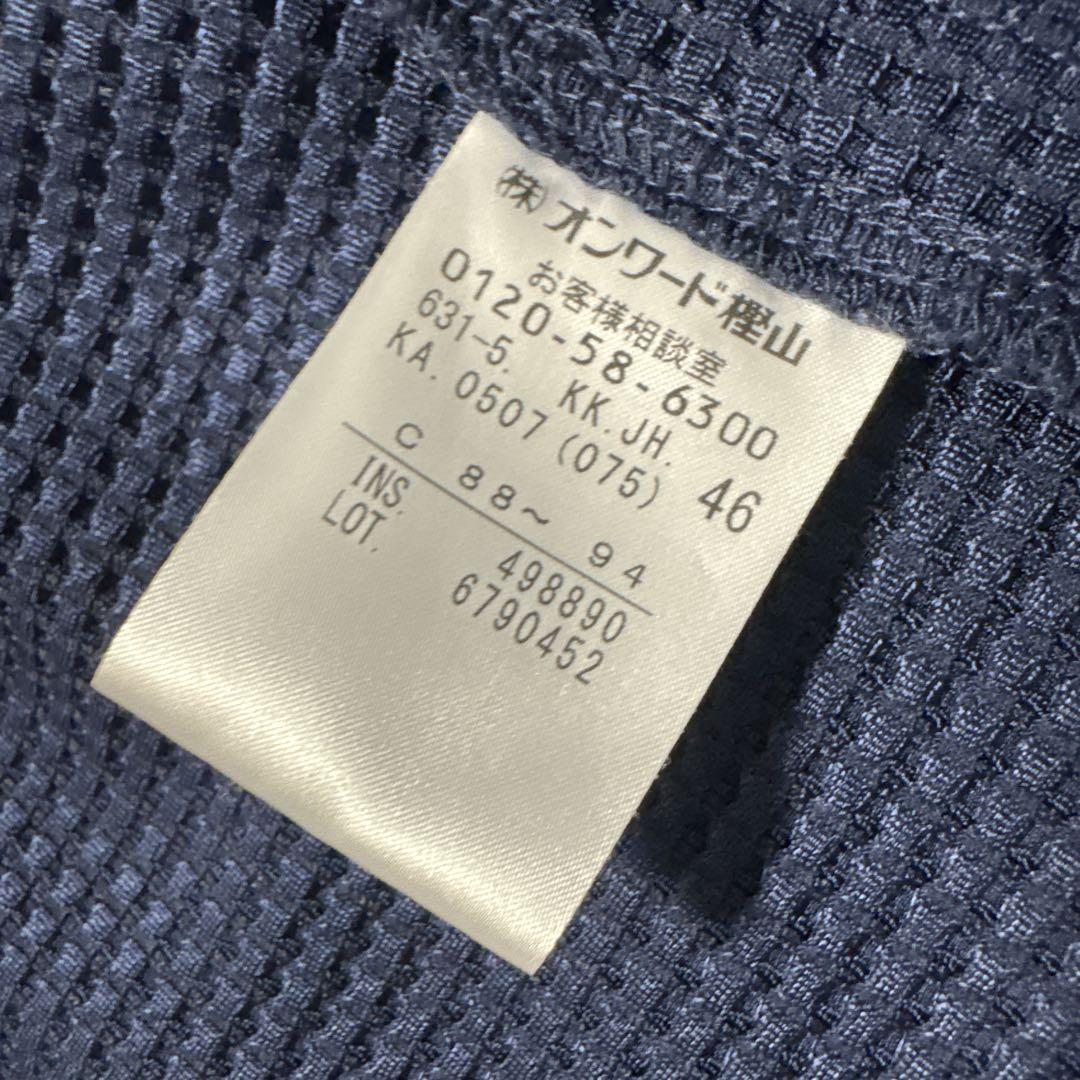 ㈱オンワード樫山
お客様相談室
0120-58-6300
631-5. KK.JH.
KA.0507(075) 46
C 88~ 94
INS. 498890
LOT. 6790452